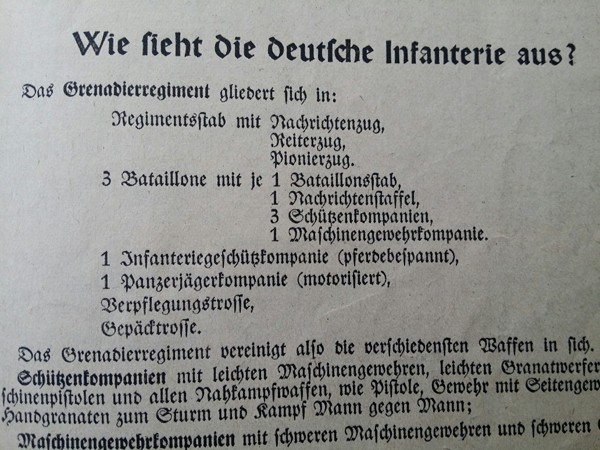 Wie sieht die deutsche Infanterie aus?
Das Grenadierregiment gliedert sich in:
Regimentsstab mit Nachrichtenzug,
Reiterzug,
Pionierzug.
3 Bataillone mit je 1 Bataillonsstab,
1 Nachrichtenstaffel,
3 Schützenkompanien,
1 Maschinengewehrkompanie.
1 Infanteriegeschützkompanie (pferdebespannt),
1 Panzerjägerkompanie (motorisiert),
Verpflegungstrosse,
Gepäcktrosse.
Das Grenadierregiment vereinigt also die verschiedensten Waffen in sich.
Schützenkompanien mit leichten Maschinengewehren, leichten Granatwerfe
schinenpistolen und allen Nahkampfwaffen, wie Pistole, Gewehr mit Seitengew
Handgranaten zum Sturm und Kampf Mann gegen Mann;
Maschinengewehrkompanien mit schweren Maschinengewehren und schweren